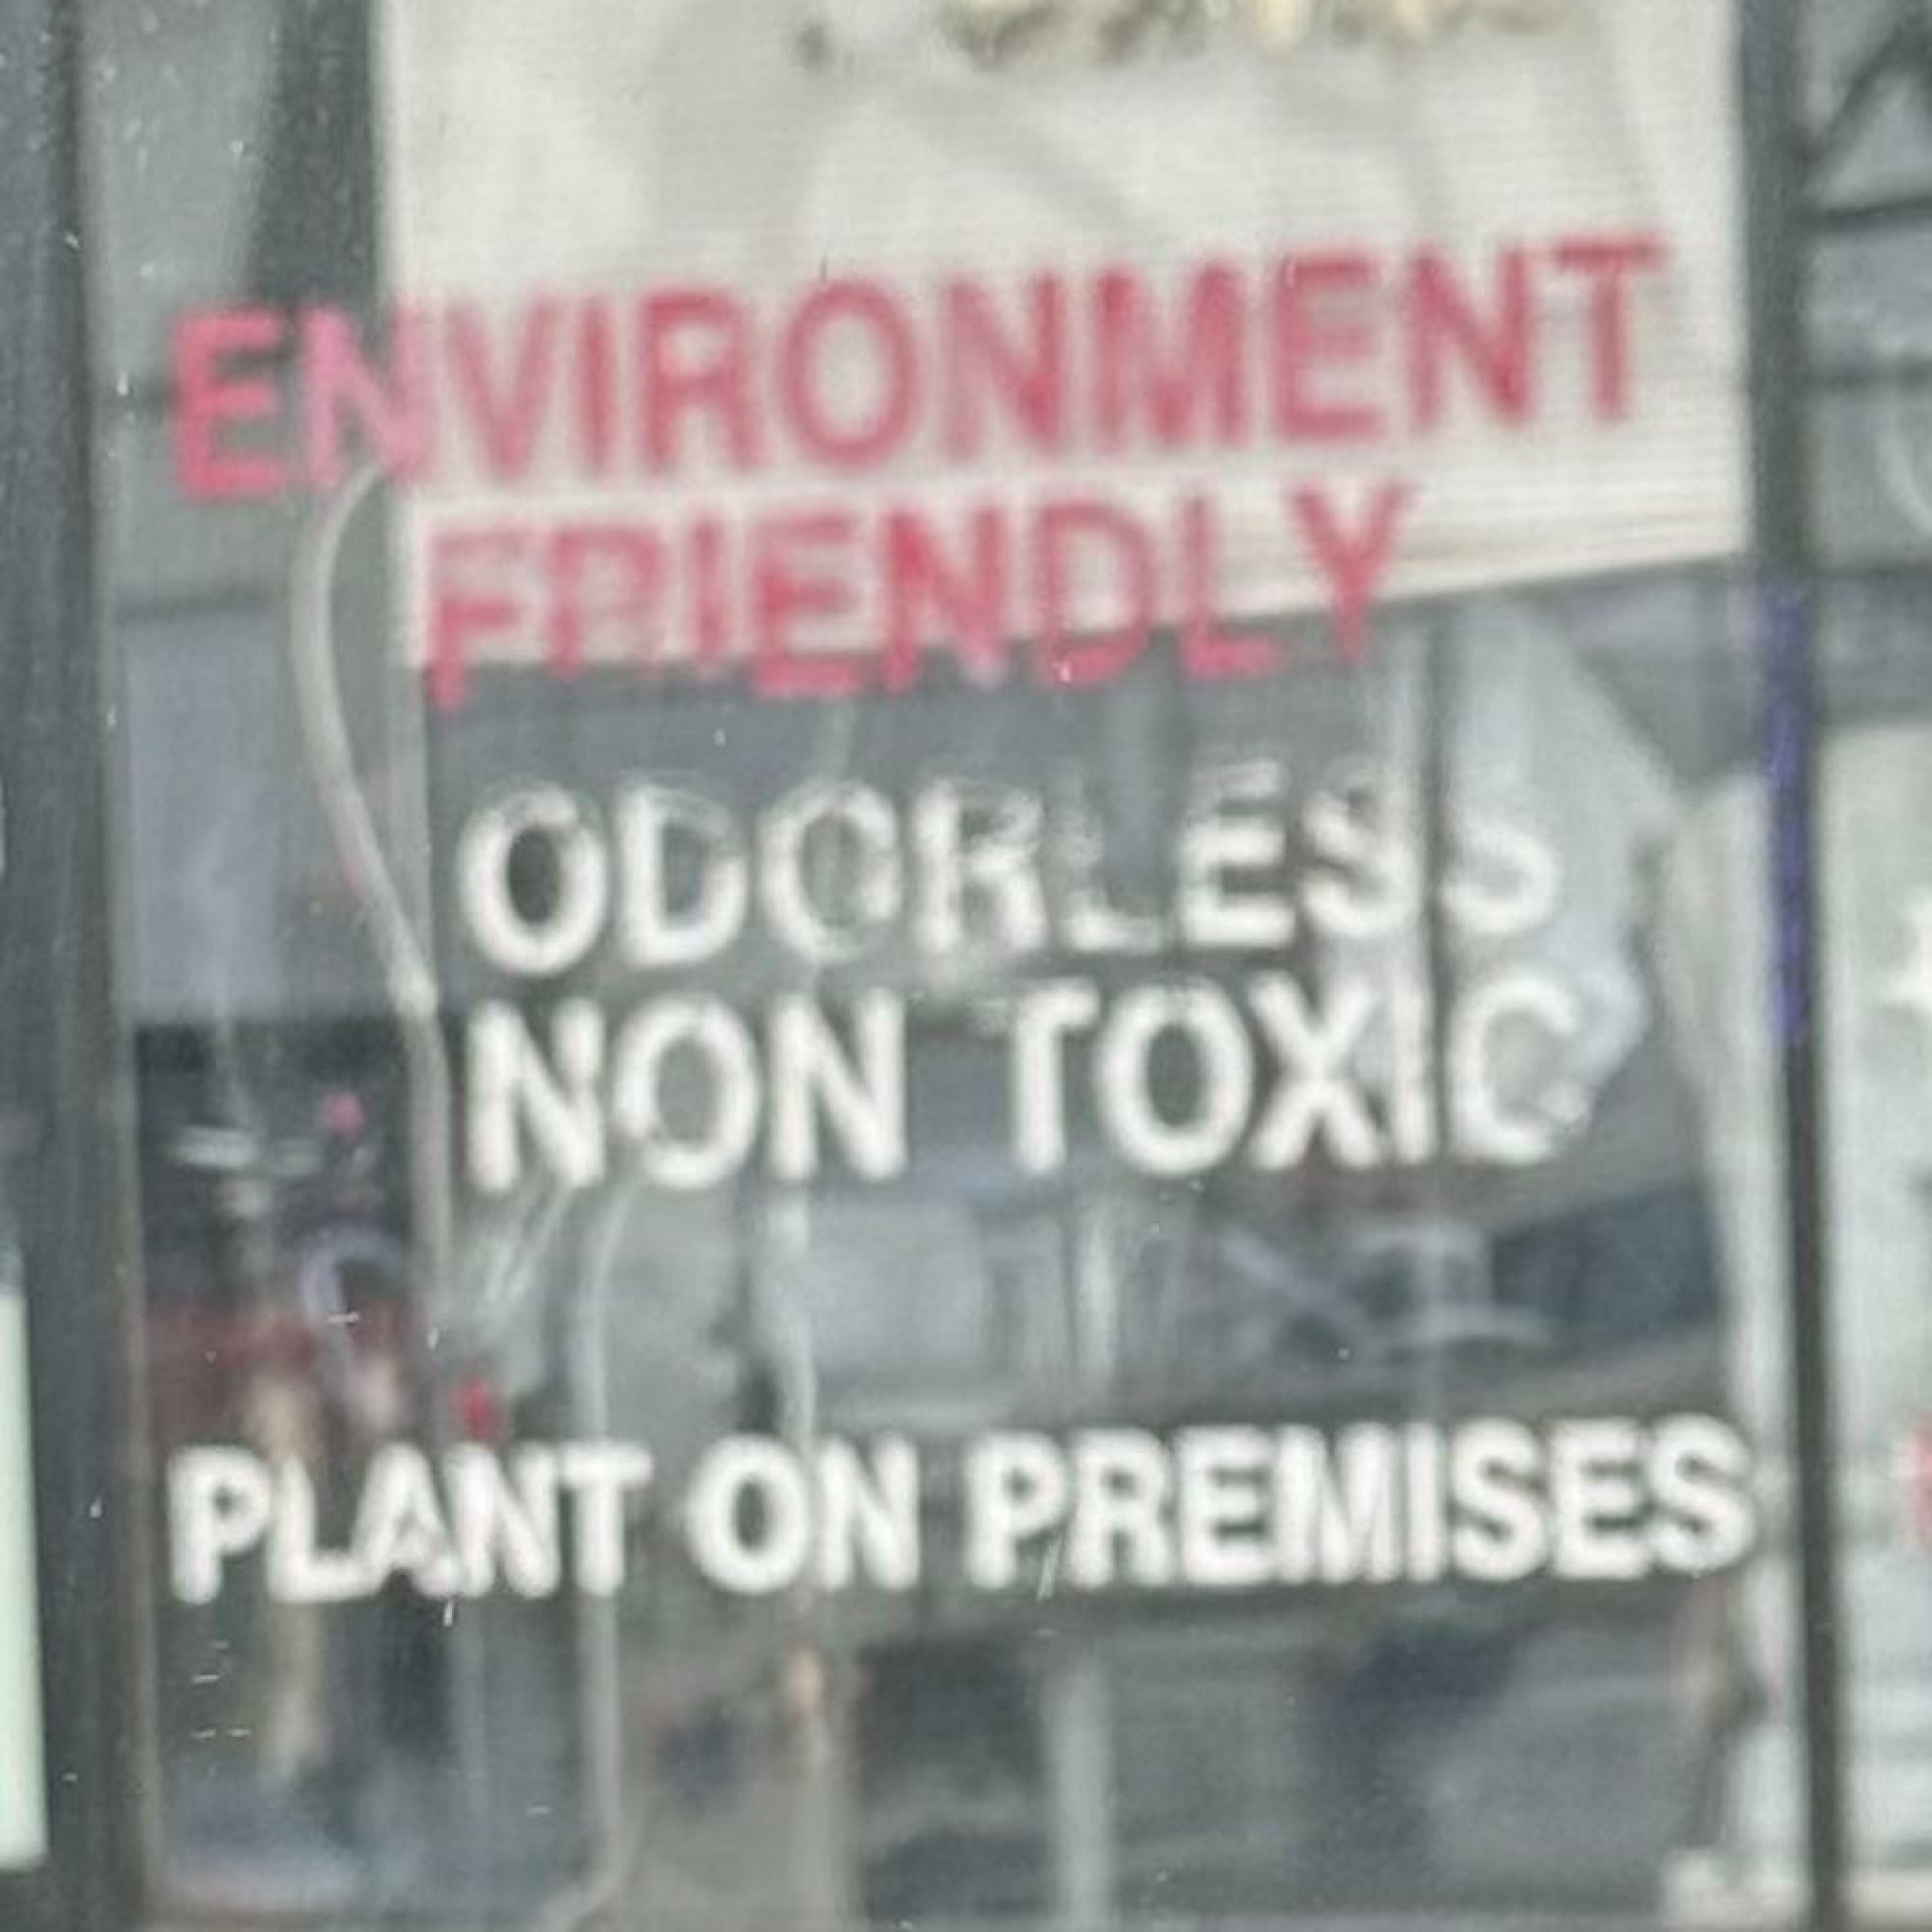 ENVIRONMENT
FRIENDLY
ODORLESS
NON TOXIC
PLANT ON PREMISES